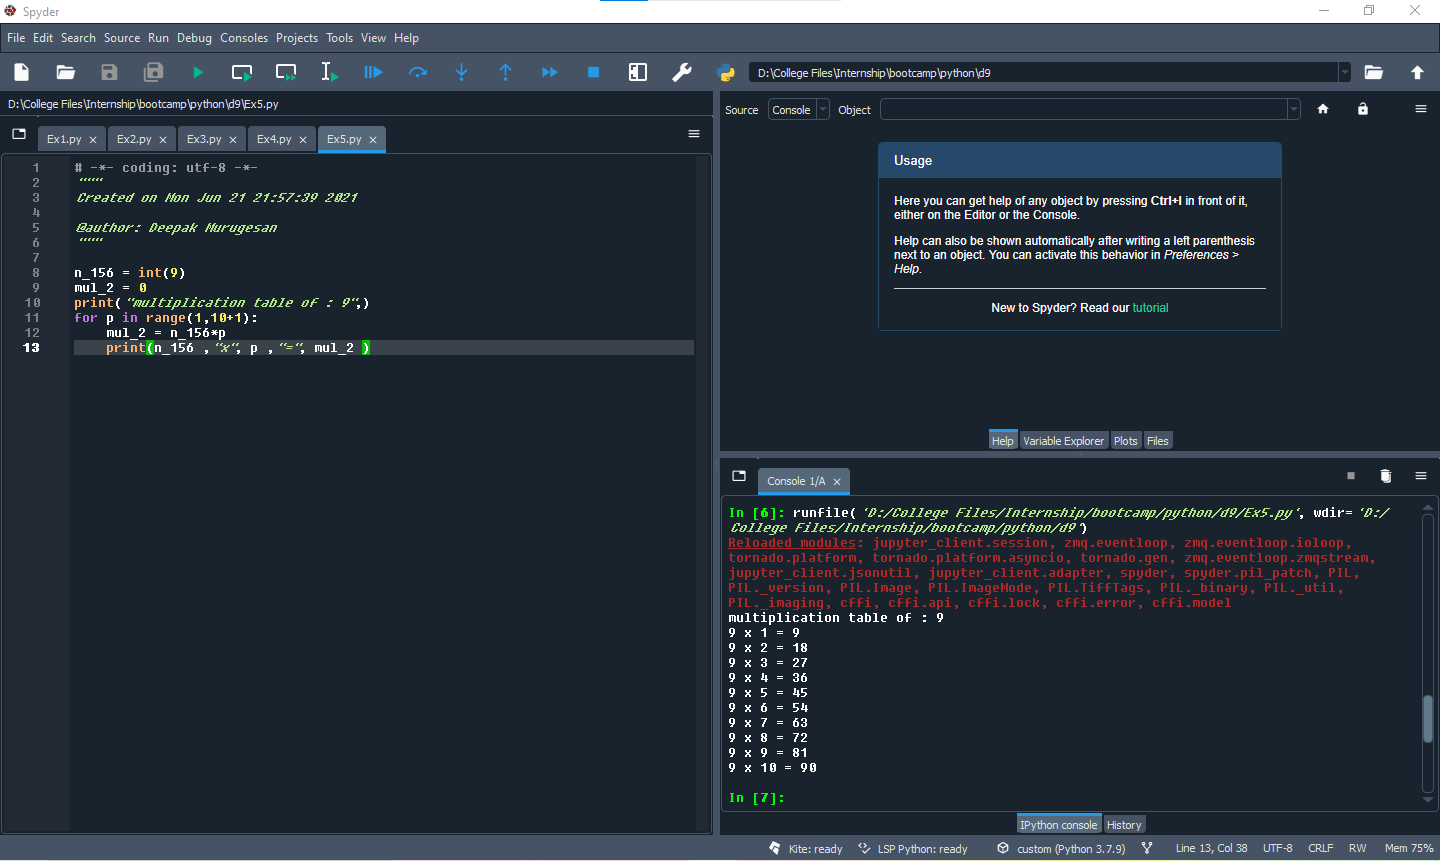 Spyder
File Edit Search Source Run Debug Consoles Projects Tools View Help
D:\College Files\Internship\bootcamp\python\d9
D:\College Files\Internship\bootcamp\python\d9\Ex5.py
Ex1.py Ex2.py Ex3.py Ex4.py Ex5.py
1 # -*- coding: utf-8 -*-
2 """
3 Created on Mon Jun 21 21:57:39 2021
4
5 @author: Deepak Murugesan
6 """
7
8 n_156 = int(9)
9 mul_2 = 0
10 print("multiplication table of : 9",)
11 for p in range(1,10+1):
12     mul_2 = n_156*p
13     print(n_156 ,"x", p ,"=", mul_2 )
Source Console Object
Usage
Here you can get help of any object by pressing Ctrl+I in front of it,
either on the Editor or the Console.
Help can also be shown automatically after writing a left parenthesis
next to an object. You can activate this behavior in Preferences >
Help.
New to Spyder? Read our tutorial
Help Variable Explorer Plots Files
Console 1/A
In [6]: runfile('D:/College Files/Internship/bootcamp/python/d9/Ex5.py', wdir='D:/
College Files/Internship/bootcamp/python/d9')
Reloaded modules: jupyter_client.session, zmq.eventloop, zmq.eventloop.ioloop,
tornado.platform, tornado.platform.asyncio, tornado.gen, zmq.eventloop.zmqstream,
jupyter_client.jsonutil, jupyter_client.adapter, spyder, spyder.pil_patch, PIL,
PIL._version, PIL.Image, PIL.ImageMode, PIL.TiffTags, PIL._binary, PIL._util,
PIL._imaging, cffi, cffi.api, cffi.lock, cffi.error, cffi.model
multiplication table of : 9
9 x 1 = 9
9 x 2 = 18
9 x 3 = 27
9 x 4 = 36
9 x 5 = 45
9 x 6 = 54
9 x 7 = 63
9 x 8 = 72
9 x 9 = 81
9 x 10 = 90
In [7]:
IPython console History
Kite: ready LSP Python: ready custom (Python 3.7.9) Line 13, Col 38 UTF-8 CRLF RW Mem 75%